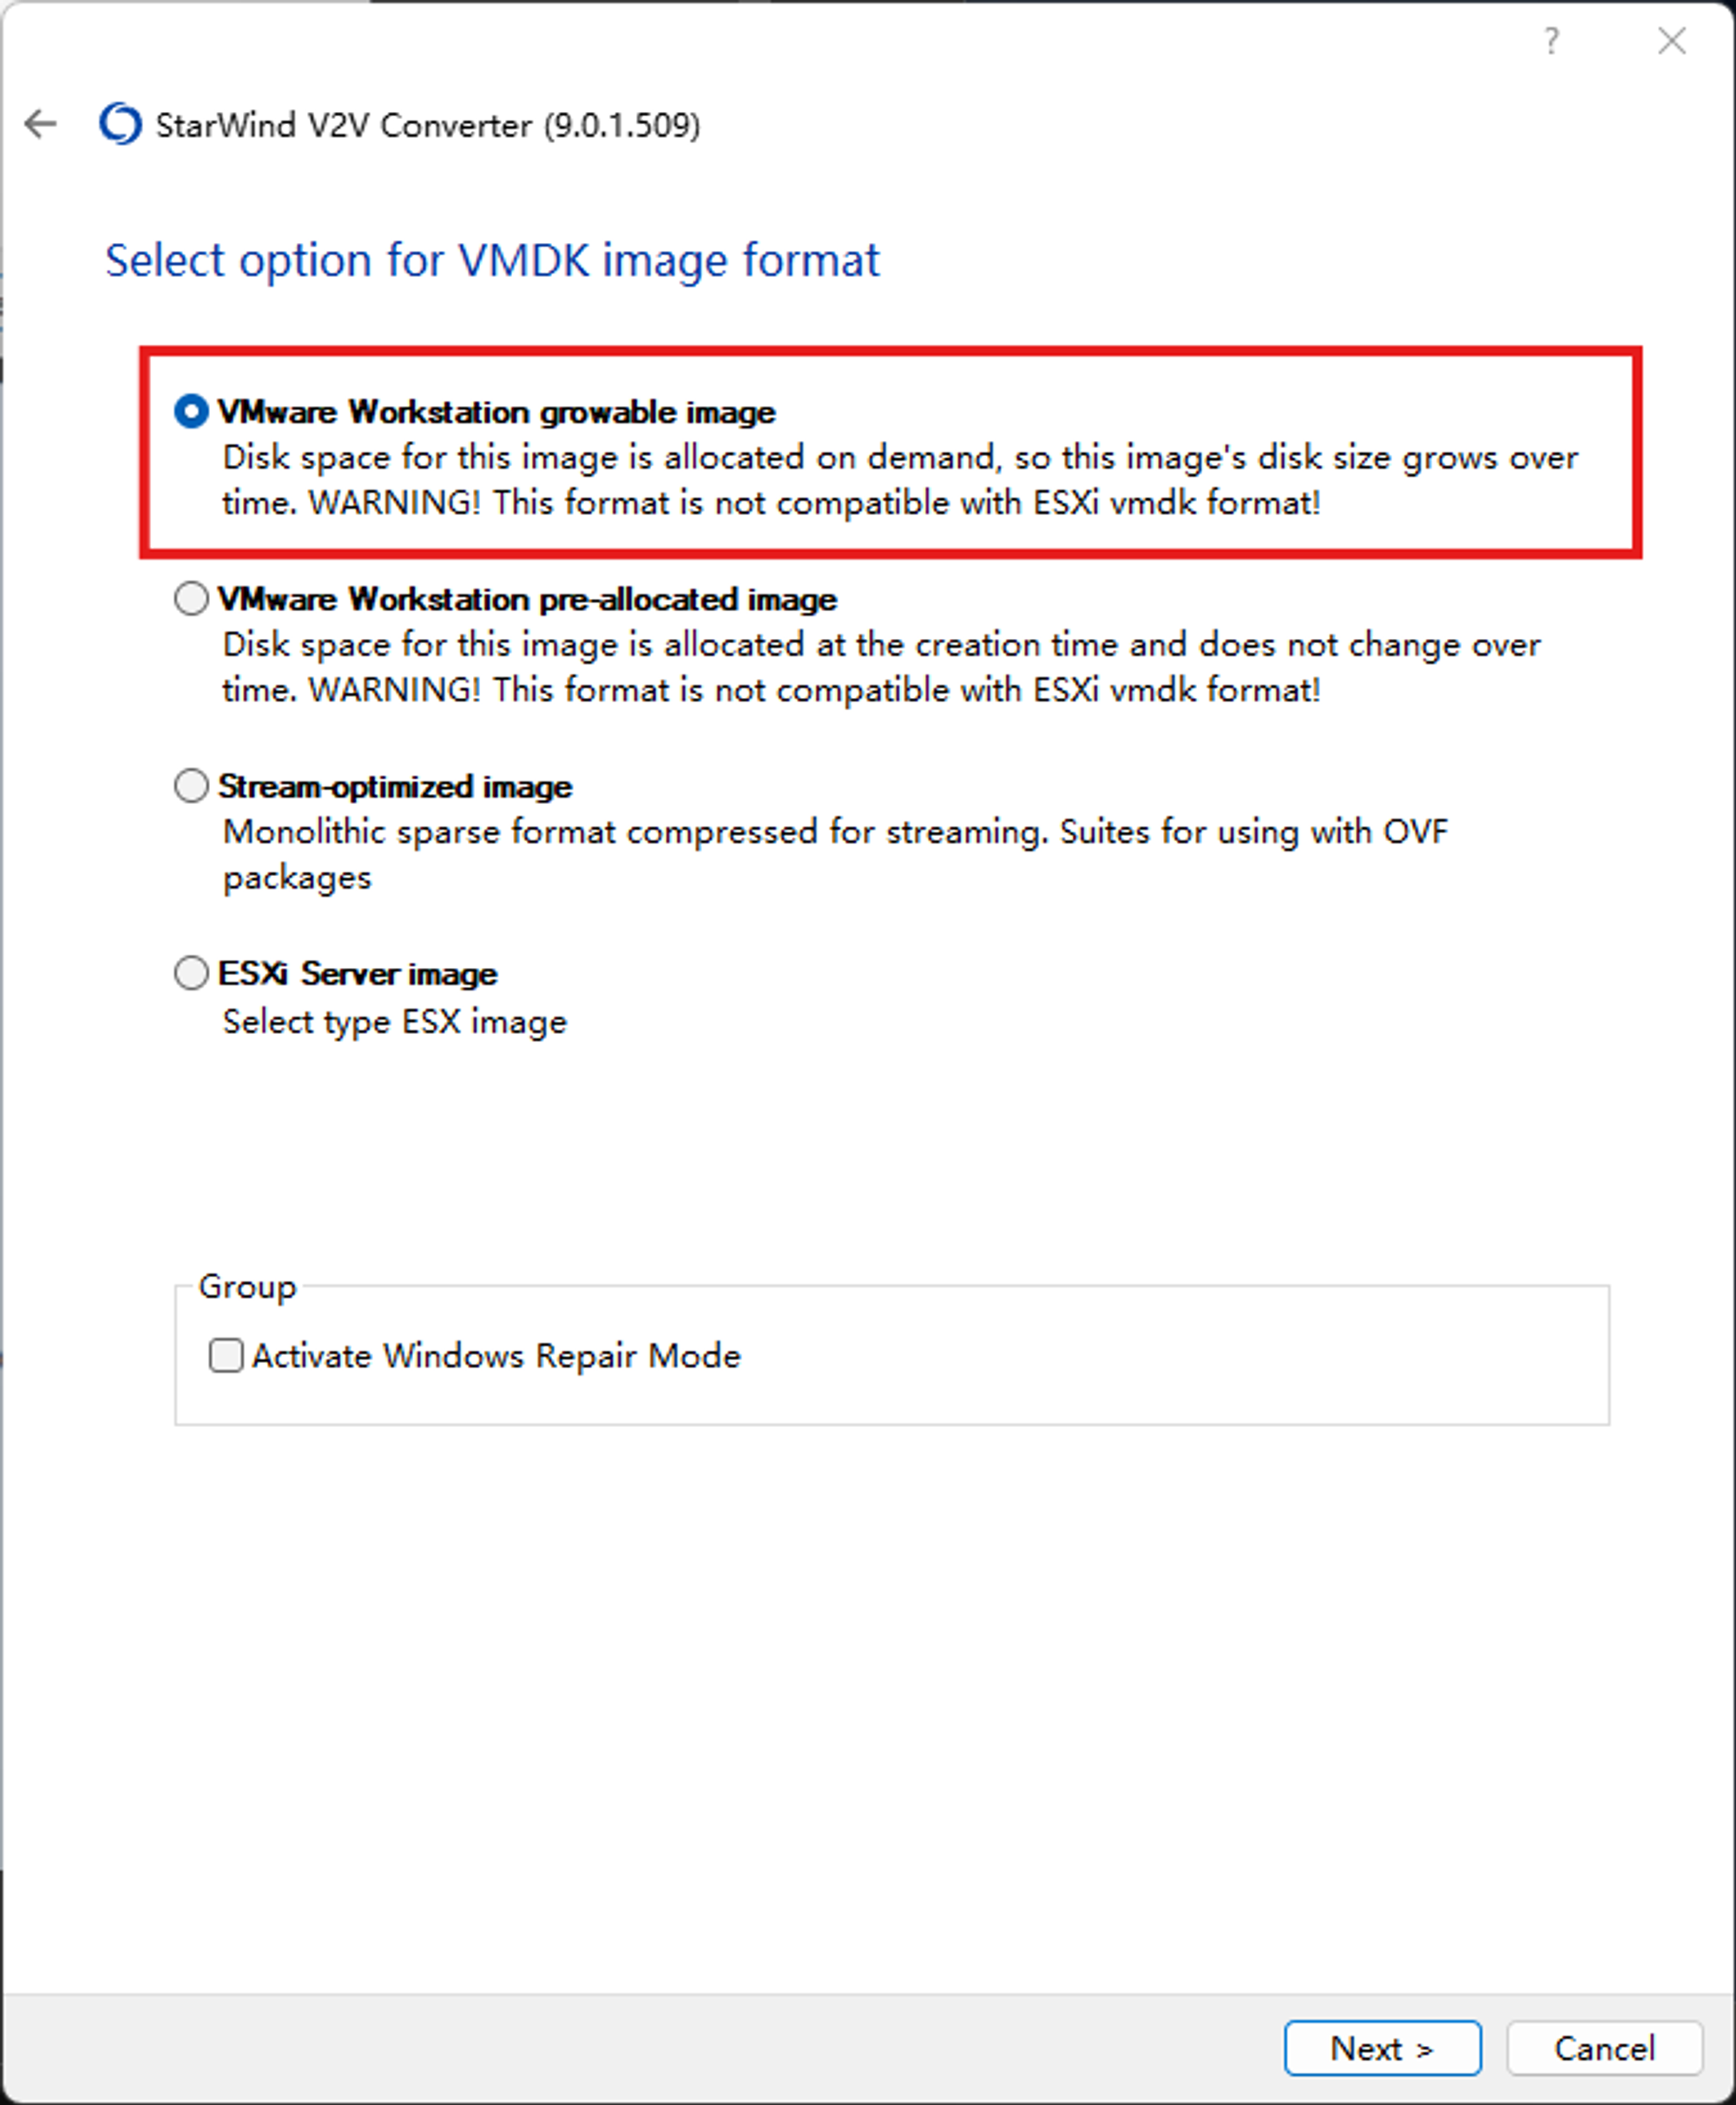 ?
StarWind V2V Converter (9.0.1.509)
Select option for VMDK image format
VMware Workstation growable image
Disk space for this image is allocated on demand, so this image's disk size grows over
time. WARNING! This format is not compatible with ESXi vmdk format!
VMware Workstation pre-allocated image
Disk space for this image is allocated at the creation time and does not change over
time. WARNING! This format is not compatible with ESXi vmdk format!
Stream-optimized image
Monolithic sparse format compressed for streaming. Suites for using with OVF
packages
ESXi Server image
Select type ESX image
Group
Activate Windows Repair Mode
Next >
Cancel